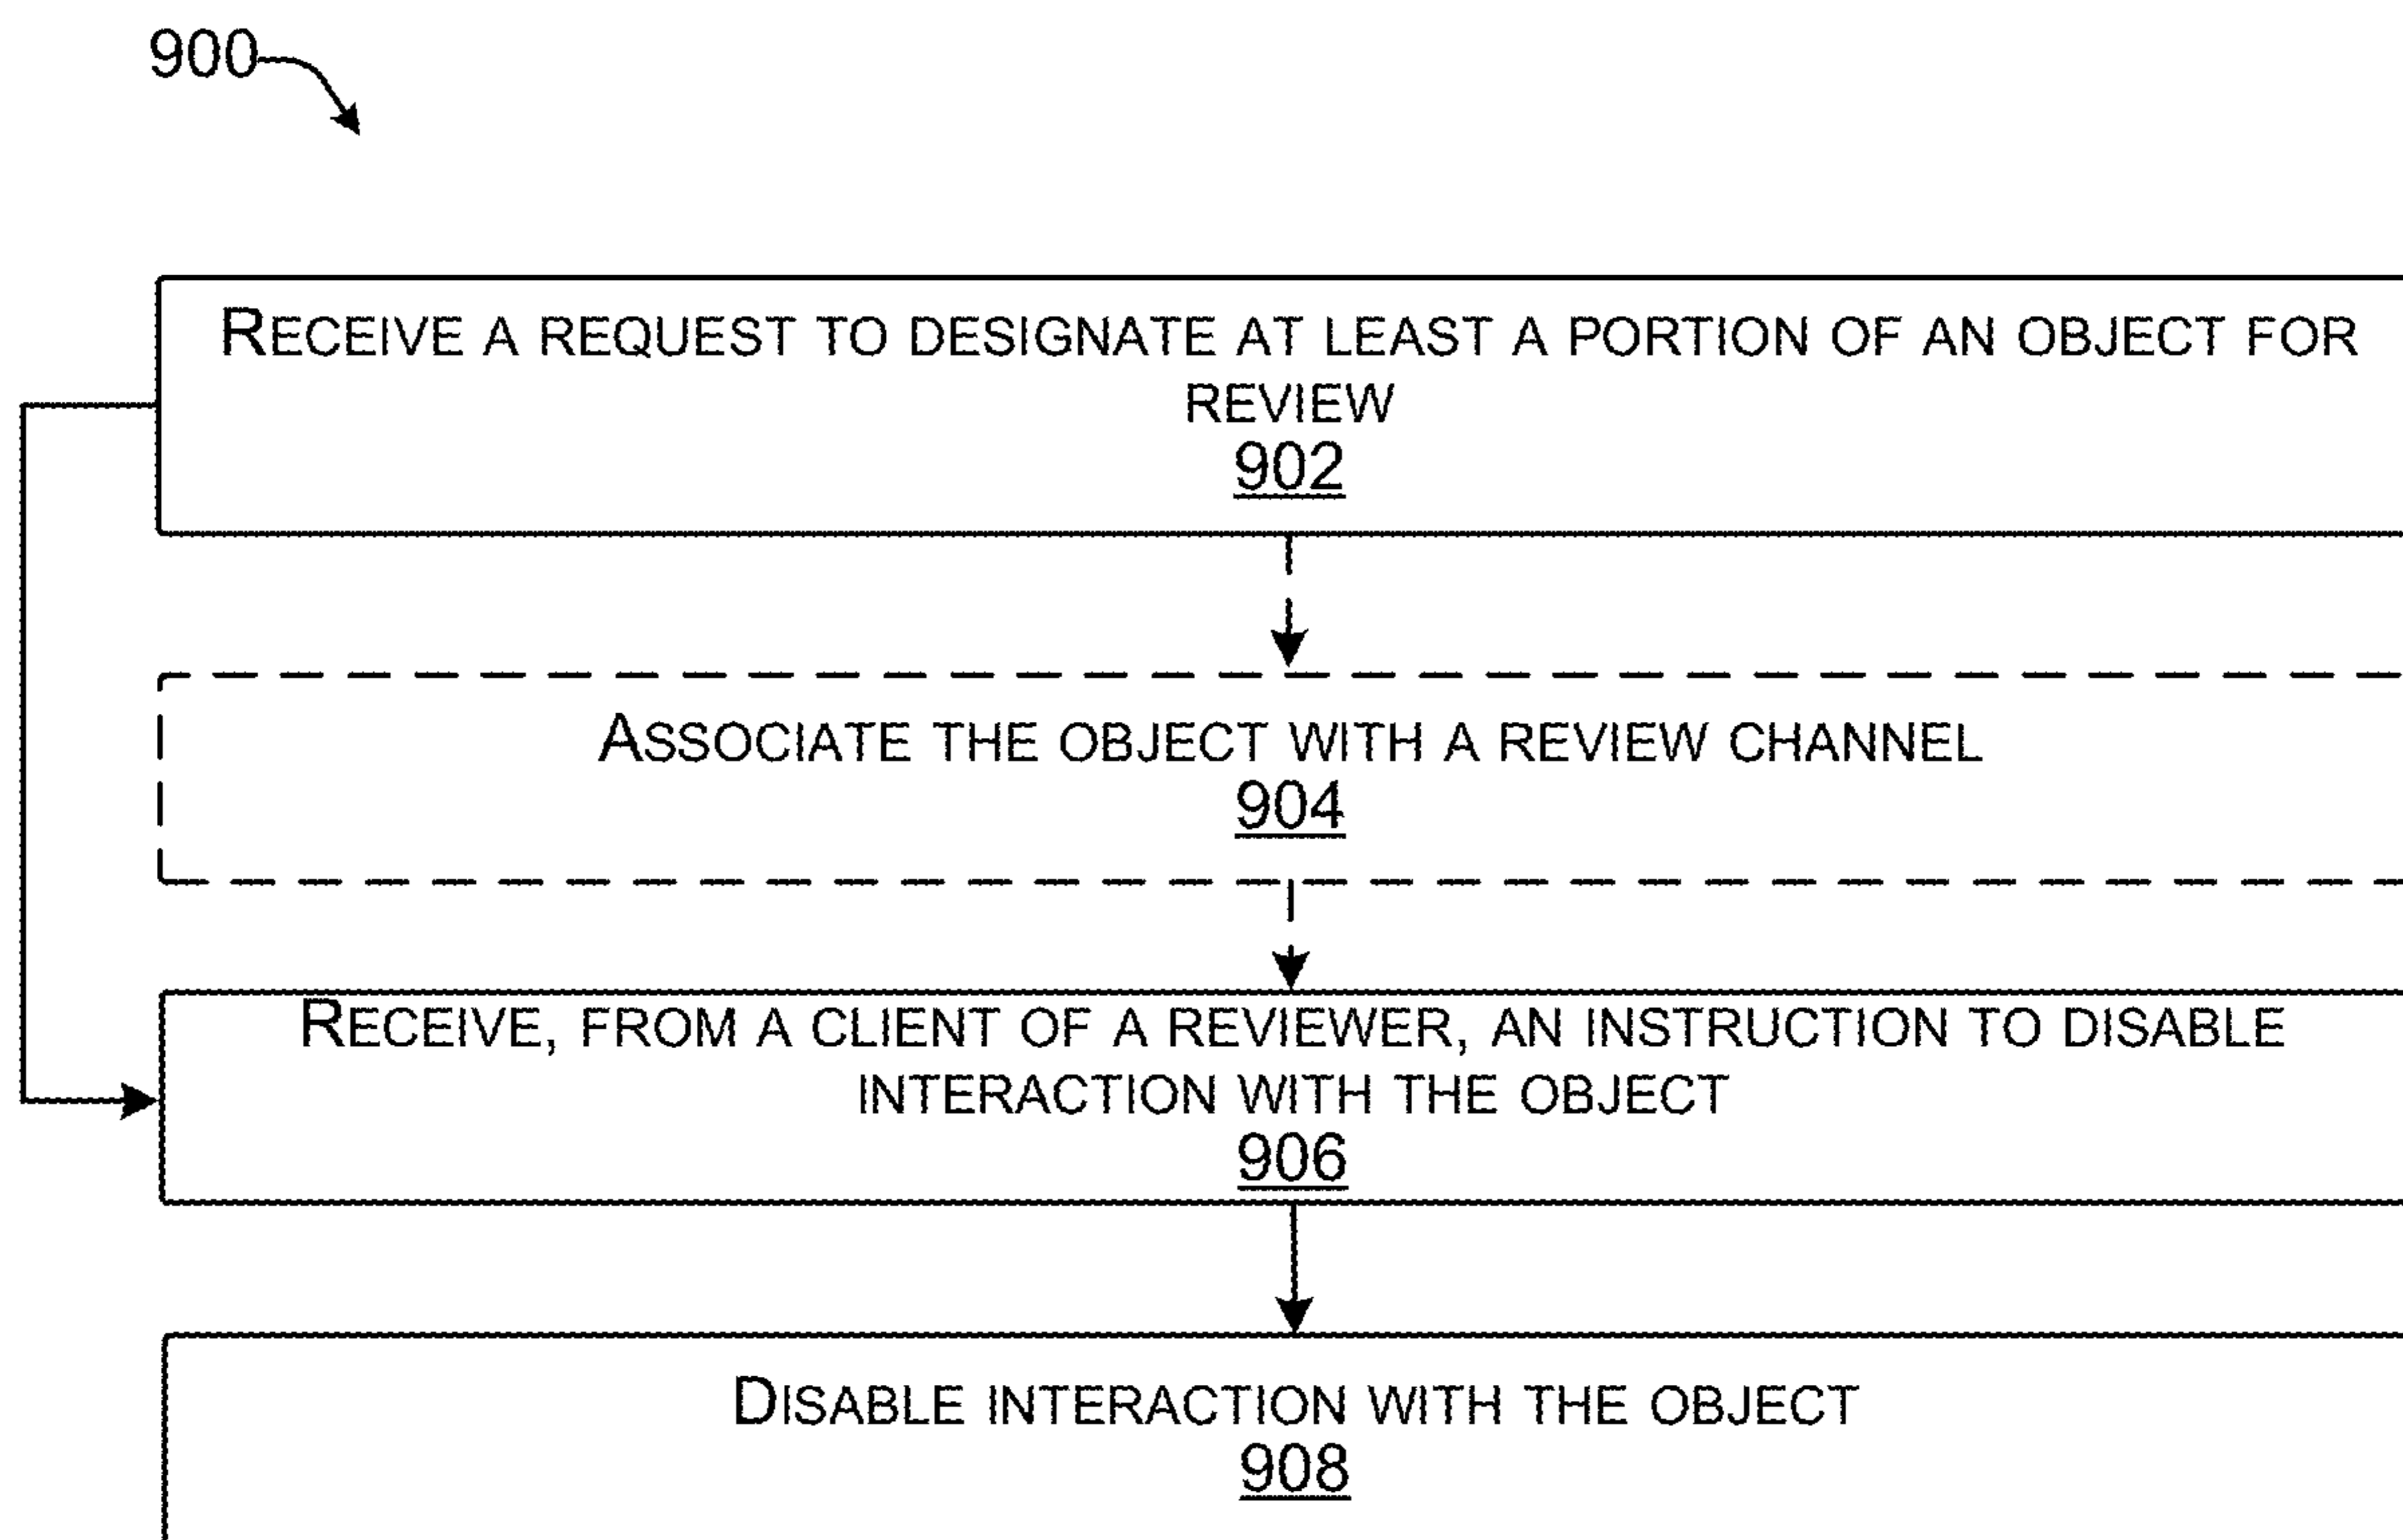 900
RECEIVE A REQUEST TO DESIGNATE AT LEAST A PORTION OF AN OBJECT FOR
REVIEW
902
ASSOCIATE THE OBJECT WITH A REVIEW CHANNEL
904
RECEIVE, FROM A CLIENT OF A REVIEWER, AN INSTRUCTION TO DISABLE
INTERACTION WITH THE OBJECT
906
DISABLE INTERACTION WITH THE OBJECT
908